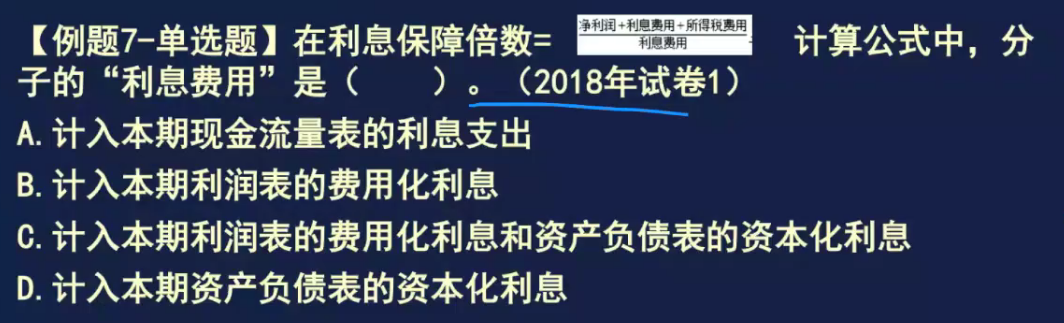 【例题7-单选题】在利息保障倍数= 净利润+利息费用+所得税费用 计算公式中，分
利息费用
子的“利息费用”是（ ）。（2018年试卷1）
A.计入本期现金流量表的利息支出
B.计入本期利润表的费用化利息
C.计入本期利润表的费用化利息和资产负债表的资本化利息
D.计入本期资产负债表的资本化利息